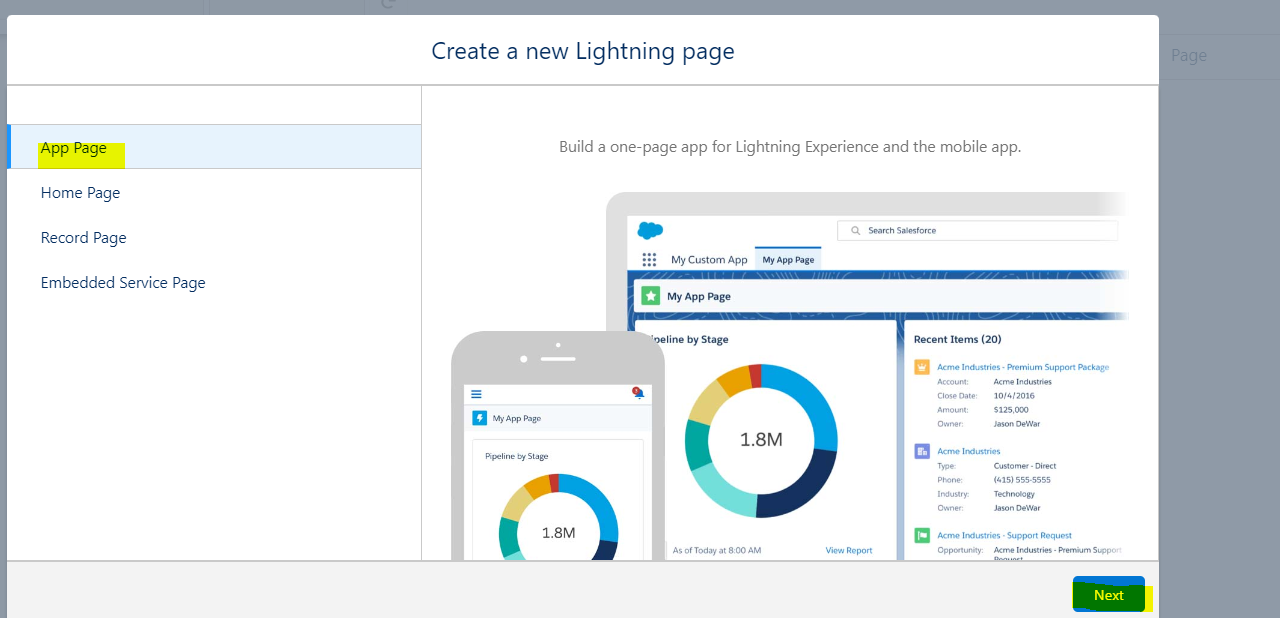 Create a new Lightning page
Page
App Page
Home Page
Record Page
Embedded Service Page
Build a one-page app for Lightning Experience and the mobile app.
Search Salesforce
My Custom App
My App Page
My App Page
Pipeline by Stage
1.8M
As of Today at 8:00 AM
View Report
Recent Items (20)
Acme Industries - Premium Support Package
Account: Acme Industries
Close Date: 10/4/2016
Amount: $125,000
Owner: Jason DeWar
Acme Industries
Type: Customer - Direct
Phone: (415) 555-5555
Industry: Technology
Owner: Jason DeWar
Acme Industries - Support Request
Opportunity: Acme Industries - Premium Support
Request
My App Page
Pipeline by Stage
1.8M
Next